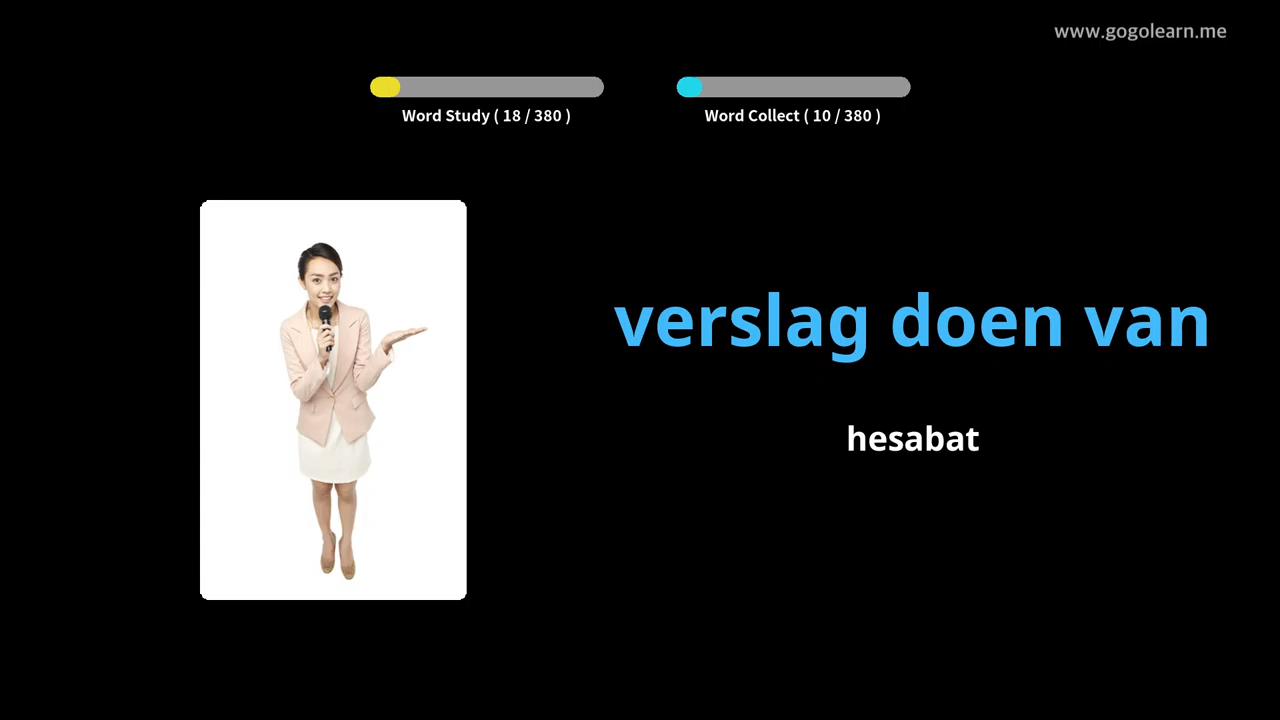 www.gogolearn.me
Word Study ( 18 / 380 )
Word Collect ( 10 / 380 )
verslag doen van
hesabat